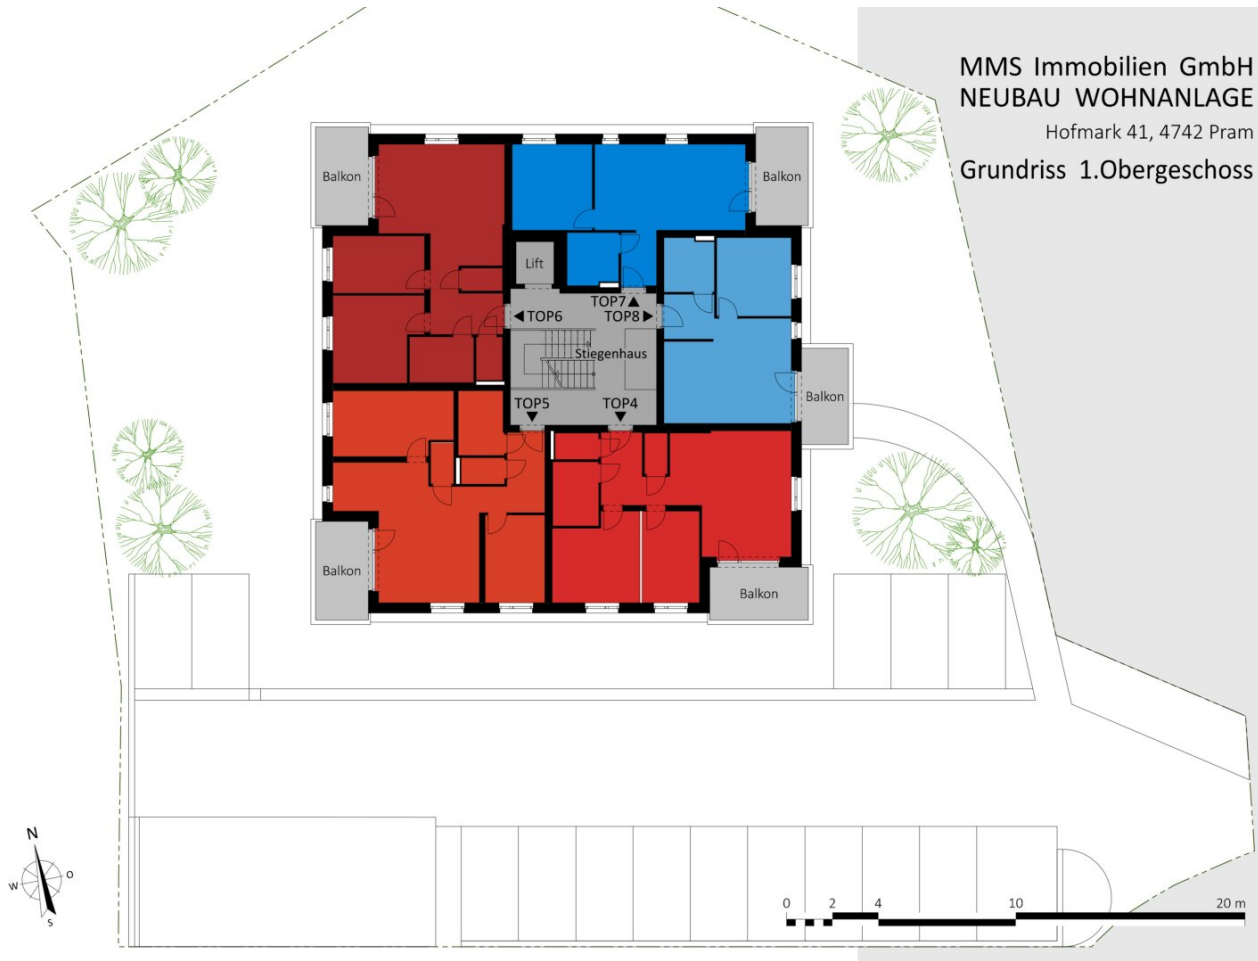 MMS Immobilien GmbH
NEUBAU WOHNANLAGE
Hofmark 41, 4742 Pram
Grundriss 1.Obergeschoss
Balkon
Balkon
Lift
TOP7
TOP6
TOP8
Stiegenhaus
Balkon
TOP5
TOP4
Balkon
Balkon
N
W
O
S
0 2 4 10 20 m